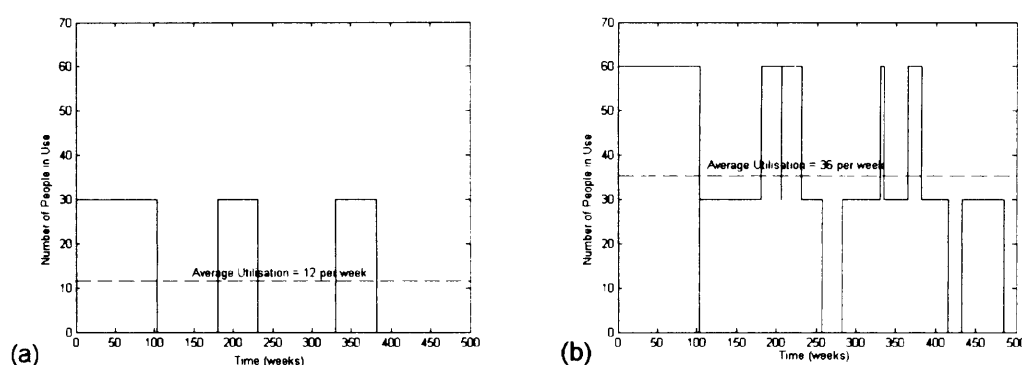 70
60
50
40
30
20
10
0
Number of People in Use
Average Utilisation = 12 per week
0 50 100 150 200 250 300 350 400 450 500
Time (weeks)
(a)
70
60
50
40
30
20
10
0
Number of People in Use
Average Utilisation = 36 per week
0 50 100 150 200 250 300 350 400 450 500
Time (weeks)
(b)